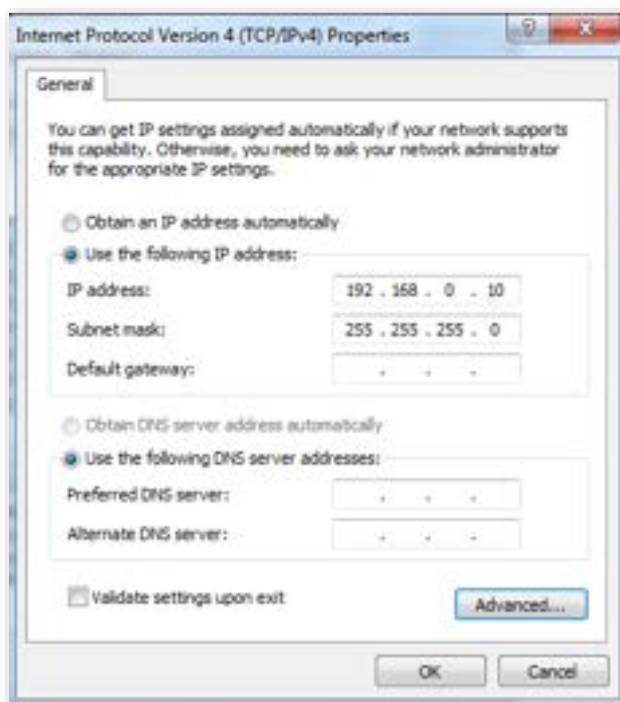 Internet Protocol Version 4 (TCP/IPv4) Properties
General
You can get IP settings assigned automatically if your network supports
this capability. Otherwise, you need to ask your network administrator
for the appropriate IP settings.
Obtain an IP address automatically
Use the following IP address:
IP address: 192 . 168 . 0 . 10
Subnet mask: 255 . 255 . 255 . 0
Default gateway: . . .
Obtain DNS server address automatically
Use the following DNS server addresses:
Preferred DNS server: . . .
Alternate DNS server: . . .
Validate settings upon exit
Advanced...
OK Cancel